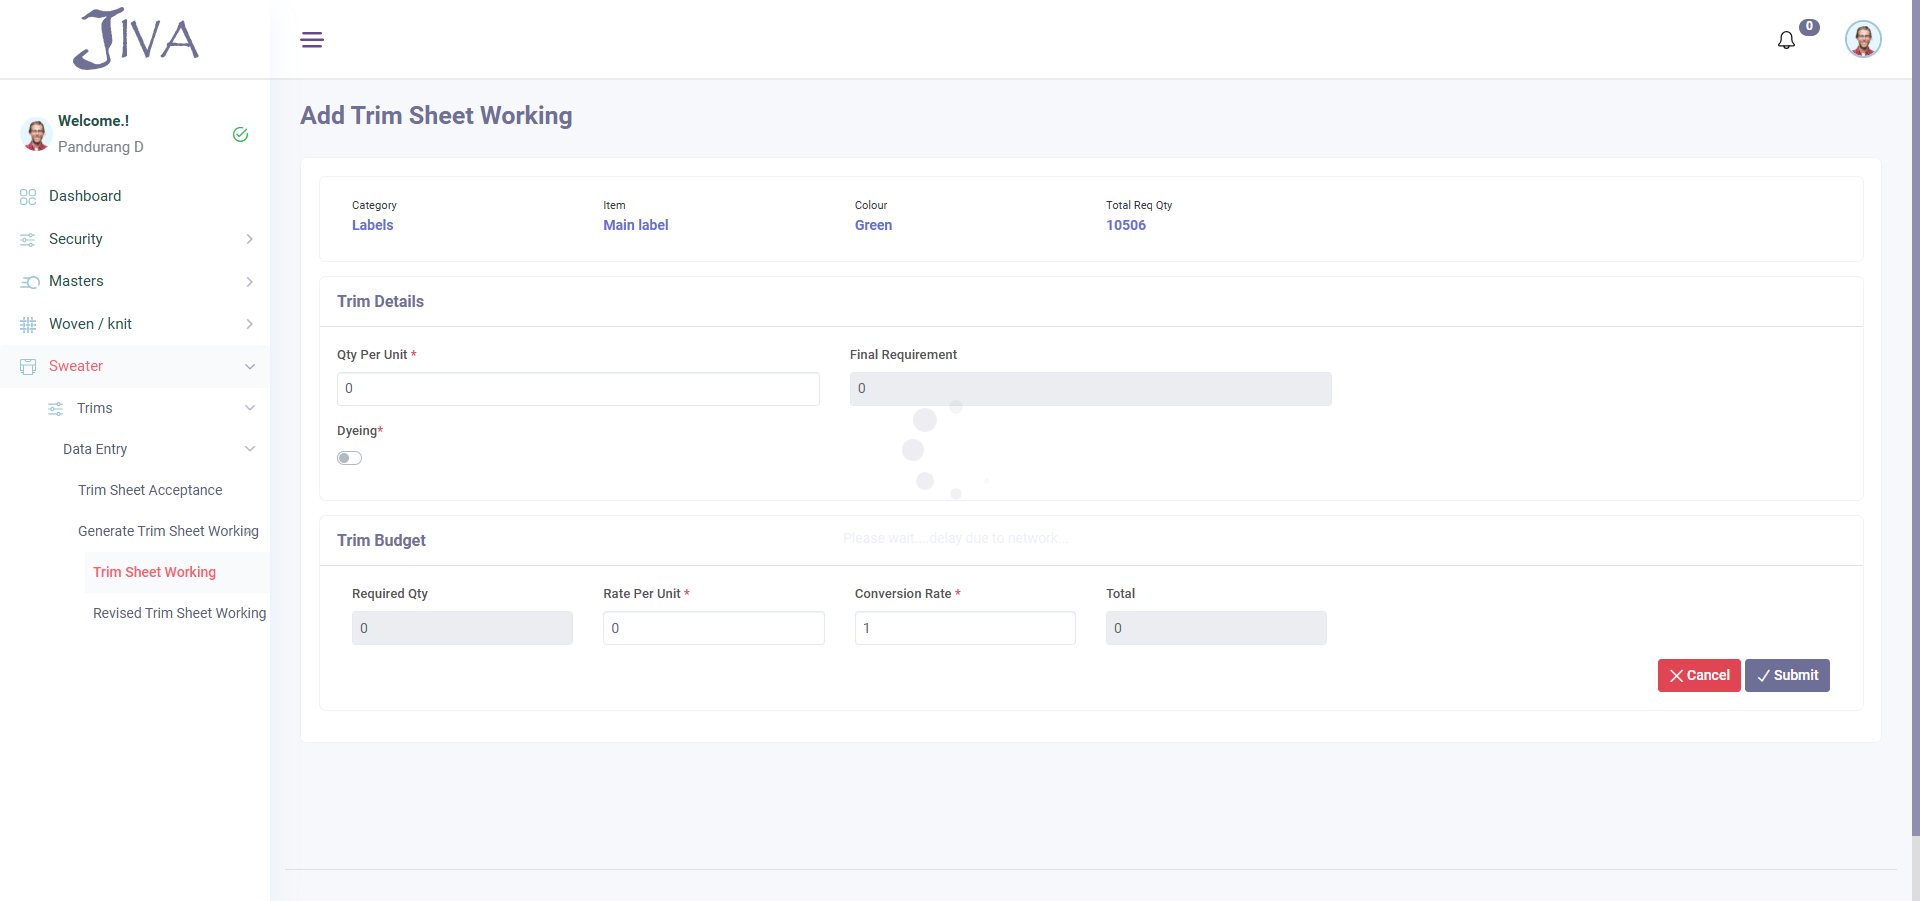 JIVA
0
Welcome.!
Pandurang D
Dashboard
Security
Masters
Woven / knit
Sweater
Trims
Data Entry
Trim Sheet Acceptance
Generate Trim Sheet Working
Trim Sheet Working
Revised Trim Sheet Working
Add Trim Sheet Working
Category Item Colour Total Req Qty
Labels Main label Green 10506
Trim Details
Qty Per Unit * Final Requirement
0 0
Dyeing*
Trim Budget
Please wait....delay due to network...
Required Qty Rate Per Unit * Conversion Rate * Total
0 0 1 0
Cancel Submit